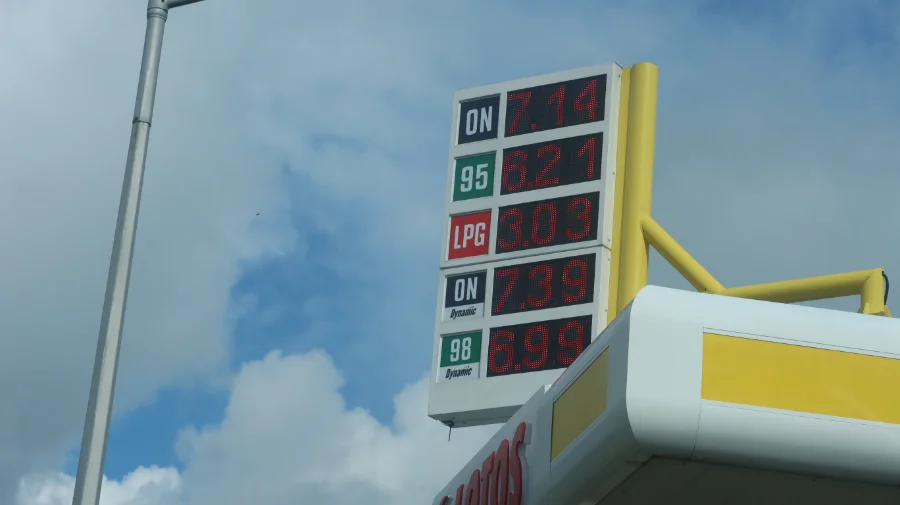 ON 7.14
95 6.21
LPG 3.03
ON 7.39
Dynamic
98 6.99
Dynamic